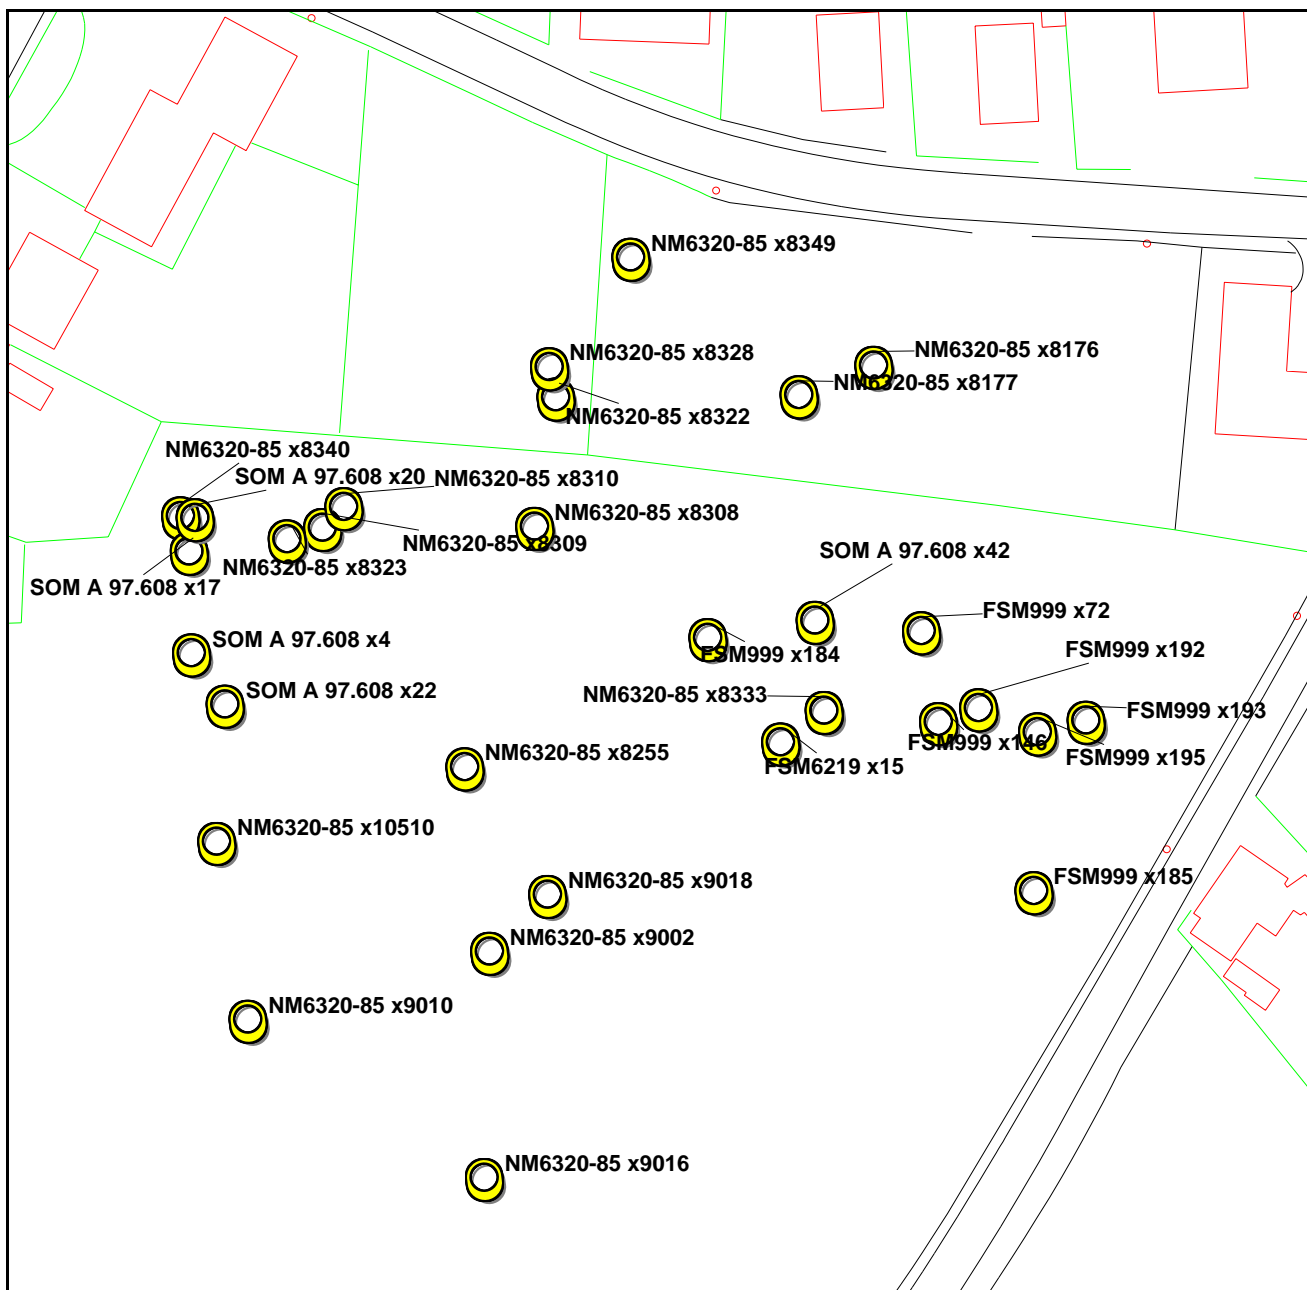 NM6320-85 x8349
NM6320-85 x8328
NM6320-85 x8176
NM6320-85 x8177
NM6320-85 x8322
NM6320-85 x8340
SOM A 97.608 x20
NM6320-85 x8310
NM6320-85 x8308
NM6320-85 x8309
SOM A 97.608 x42
NM6320-85 x8323
SOM A 97.608 x17
FSM999 x72
SOM A 97.608 x4
FSM999 x184
FSM999 x192
SOM A 97.608 x22
NM6320-85 x8333
FSM999 x193
FSM999 x146
NM6320-85 x8255
FSM999 x195
FSM6219 x15
NM6320-85 x10510
FSM999 x185
NM6320-85 x9018
NM6320-85 x9002
NM6320-85 x9010
NM6320-85 x9016